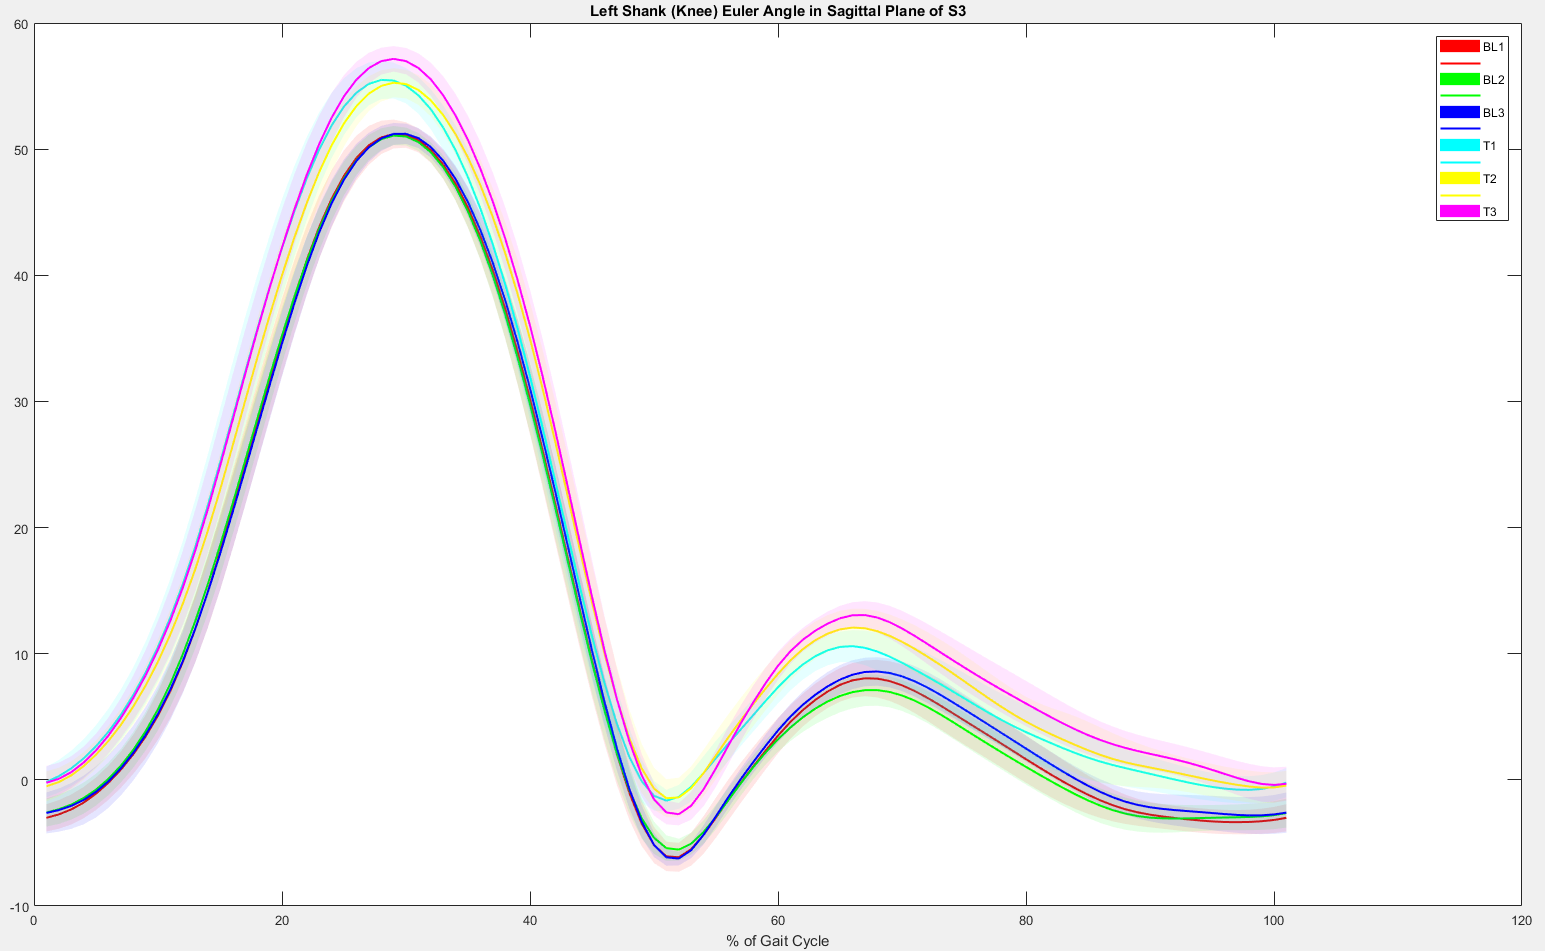 Left Shank (Knee) Euler Angle in Sagittal Plane of S3
60
50
40
30
20
10
0
-10
0 20 40 60 80 100 120
% of Gait Cycle
BL1
BL2
BL3
T1
T2
T3